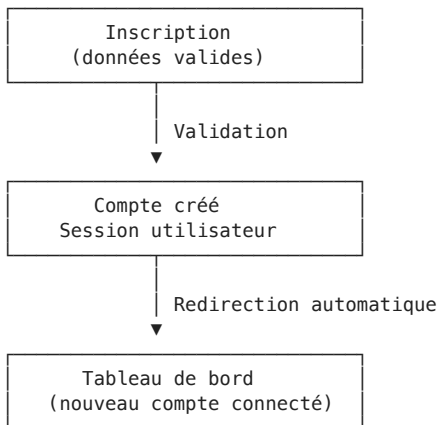 Inscription
(données valides)
Validation
▼
Compte créé
Session utilisateur
Redirection automatique
▼
Tableau de bord
(nouveau compte connecté)